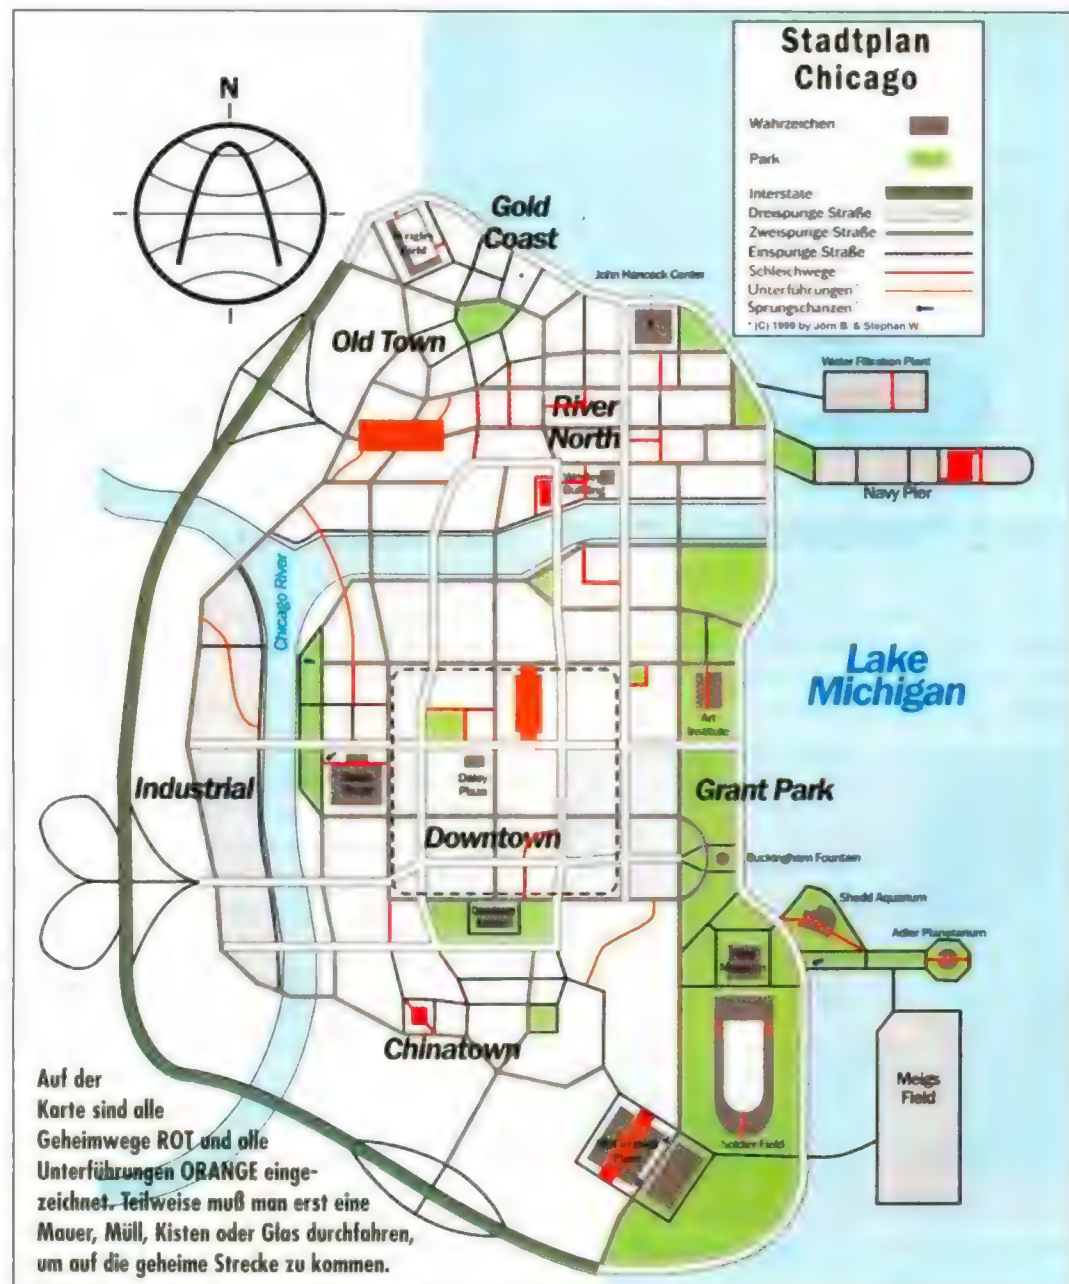 Stadtplan
Chicago
Wahrzeichen
Park
Interstate
Dreispurige Straße
Zweispurige Straße
Einspurige Straße
Schleichwege
Unterführungen
Sprungschanzen
* (C) 1999 by Jörn B. & Stephan W.
N
Gold
Coast
Field
John Hancock Center
Old Town
Water Filtration Plant
River
North
Building
Navy Pier
Chicago River
Lake
Michigan
Art
Institute
Industrial
Daley
Plaza
Grant Park
Downtown
Buckingham Fountain
Shedd Aquarium
Adler Planetarium
Chinatown
Meigs
Field
Soldier Field
Auf der
Karte sind alle
Geheimwege ROT und alle
Unterführungen ORANGE einge-
zeichnet. Teilweise muß man erst eine
Mauer, Müll, Kisten oder Glas durchfahren,
um auf die geheime Strecke zu kommen.